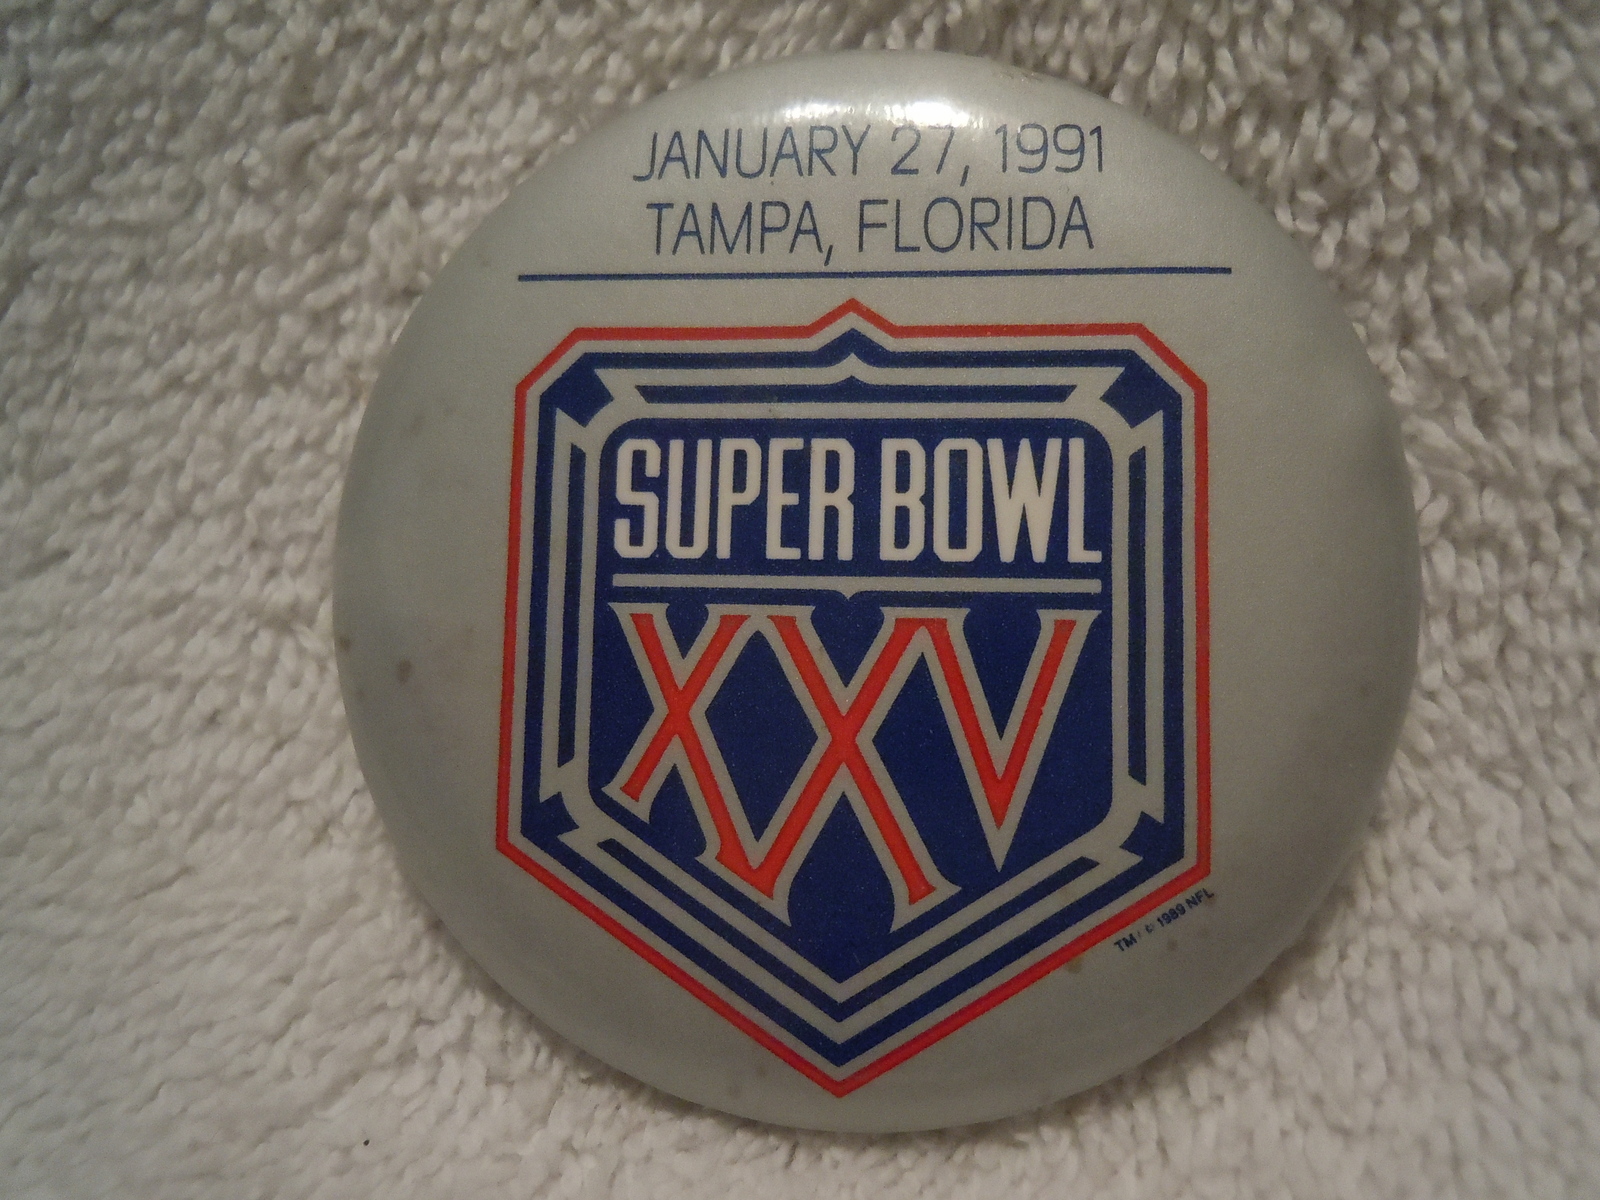 JANUARY 27, 1991
TAMPA, FLORIDA
SUPER BOWL
XXV
TM / © 1989 NFL